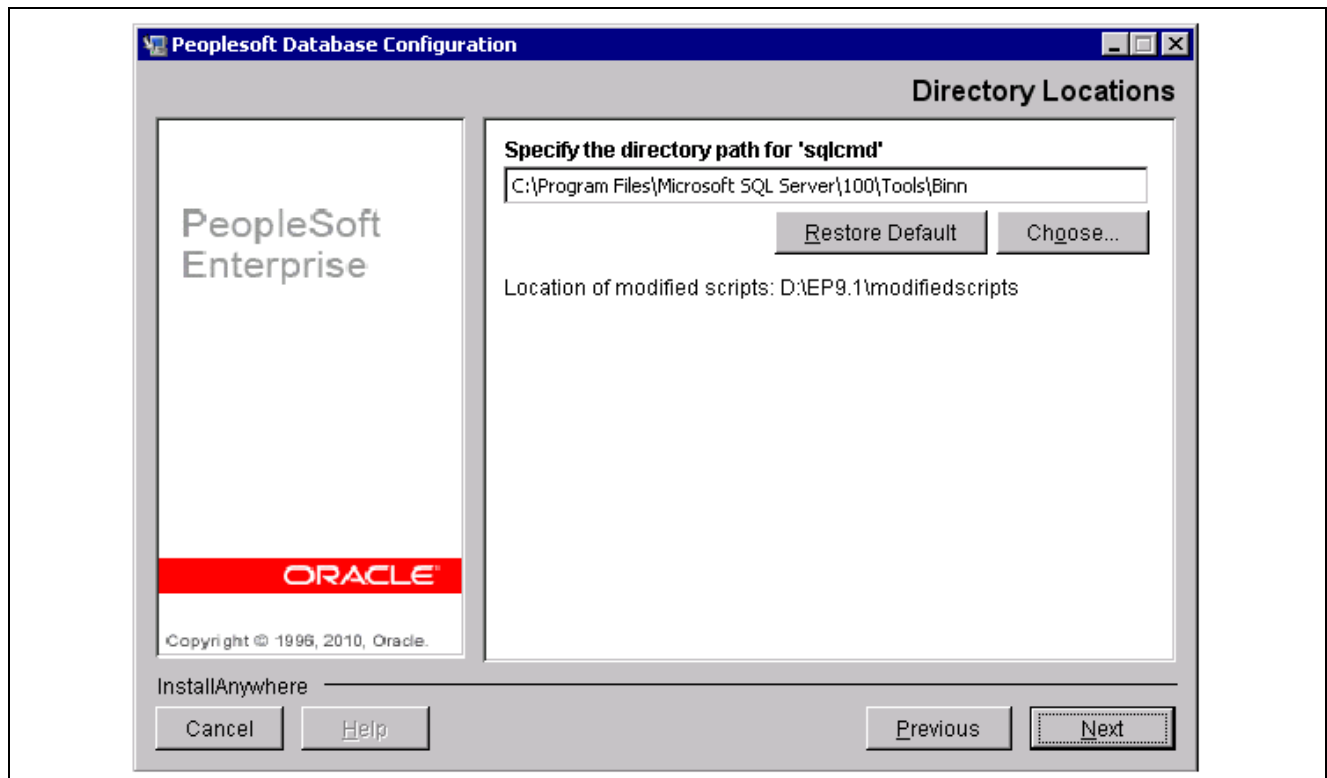 Peoplesoft Database Configuration
Directory Locations
PeopleSoft
Enterprise
ORACLE
Copyright © 1996, 2010, Oracle.
Specify the directory path for 'sqlcmd'
C:\Program Files\Microsoft SQL Server\100\Tools\Binn
Restore Default
Choose...
Location of modified scripts: D:\EP9.1\modifiedscripts
InstallAnywhere
Cancel
Help
Previous
Next